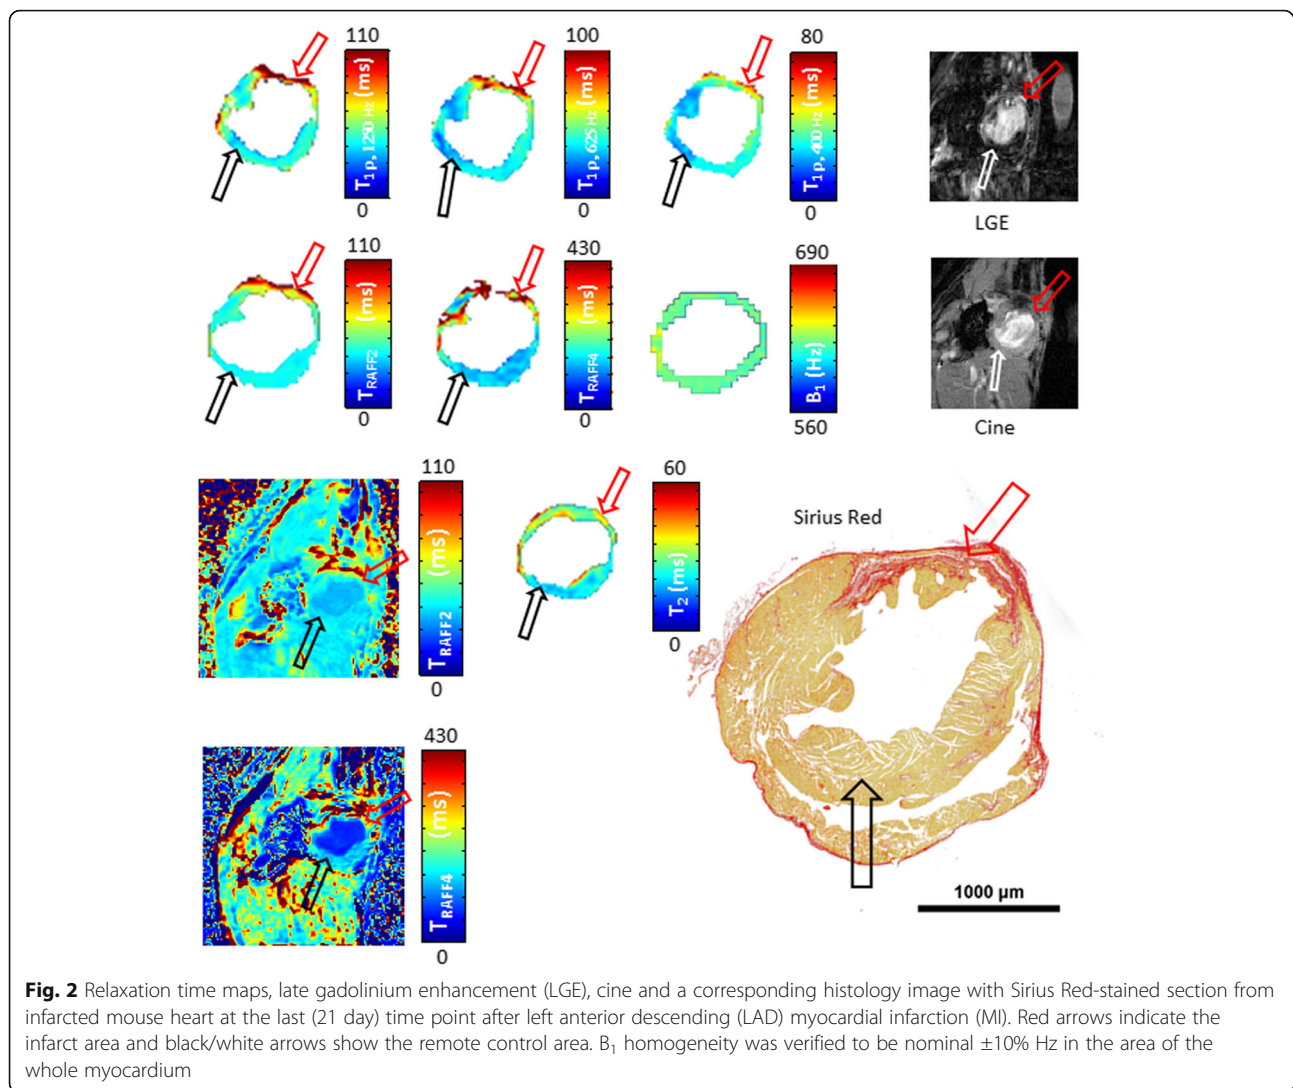 110
100
80
T1ρ,1250 Hz (ms)
T1ρ,625 Hz (ms)
T1ρ,400 Hz (ms)
0
0
0
LGE
110
430
690
TRAFF2 (ms)
TRAFF4 (ms)
B1 (Hz)
0
0
560
Cine
110
60
Sirius Red
TRAFF2 (ms)
T2 (ms)
0
0
430
TRAFF4 (ms)
0
1000 µm
Fig. 2 Relaxation time maps, late gadolinium enhancement (LGE), cine and a corresponding histology image with Sirius Red-stained section from
infarcted mouse heart at the last (21 day) time point after left anterior descending (LAD) myocardial infarction (MI). Red arrows indicate the
infarct area and black/white arrows show the remote control area. B1 homogeneity was verified to be nominal ±10% Hz in the area of the
whole myocardium